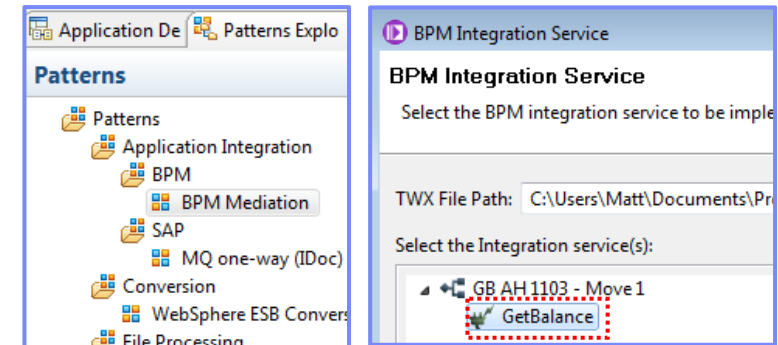 Application De Patterns Explo
Patterns
Patterns
Application Integration
BPM
BPM Mediation
SAP
MQ one-way (IDoc)
Conversion
WebSphere ESB Convers
File Processing
BPM Integration Service
BPM Integration Service
Select the BPM integration service to be imple
TWX File Path: C:\Users\Matt\Documents\Pr
Select the Integration service(s):
GB AH 1103 - Move 1
GetBalance